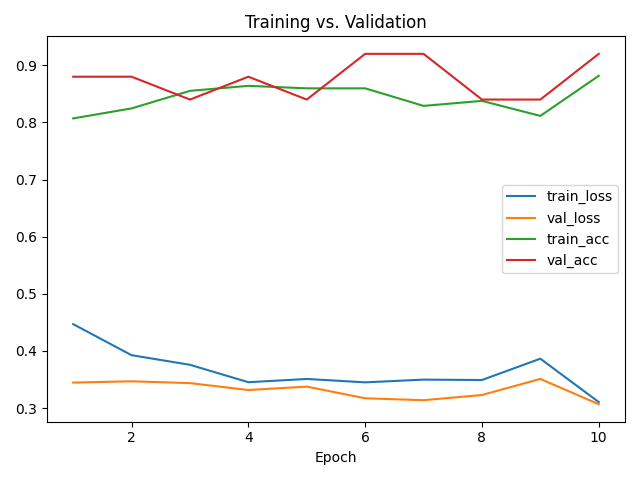 Training vs. Validation
0.9
0.8
0.7
0.6
0.5
0.4
0.3
train_loss
val_loss
train_acc
val_acc
2 4 6 8 10
Epoch